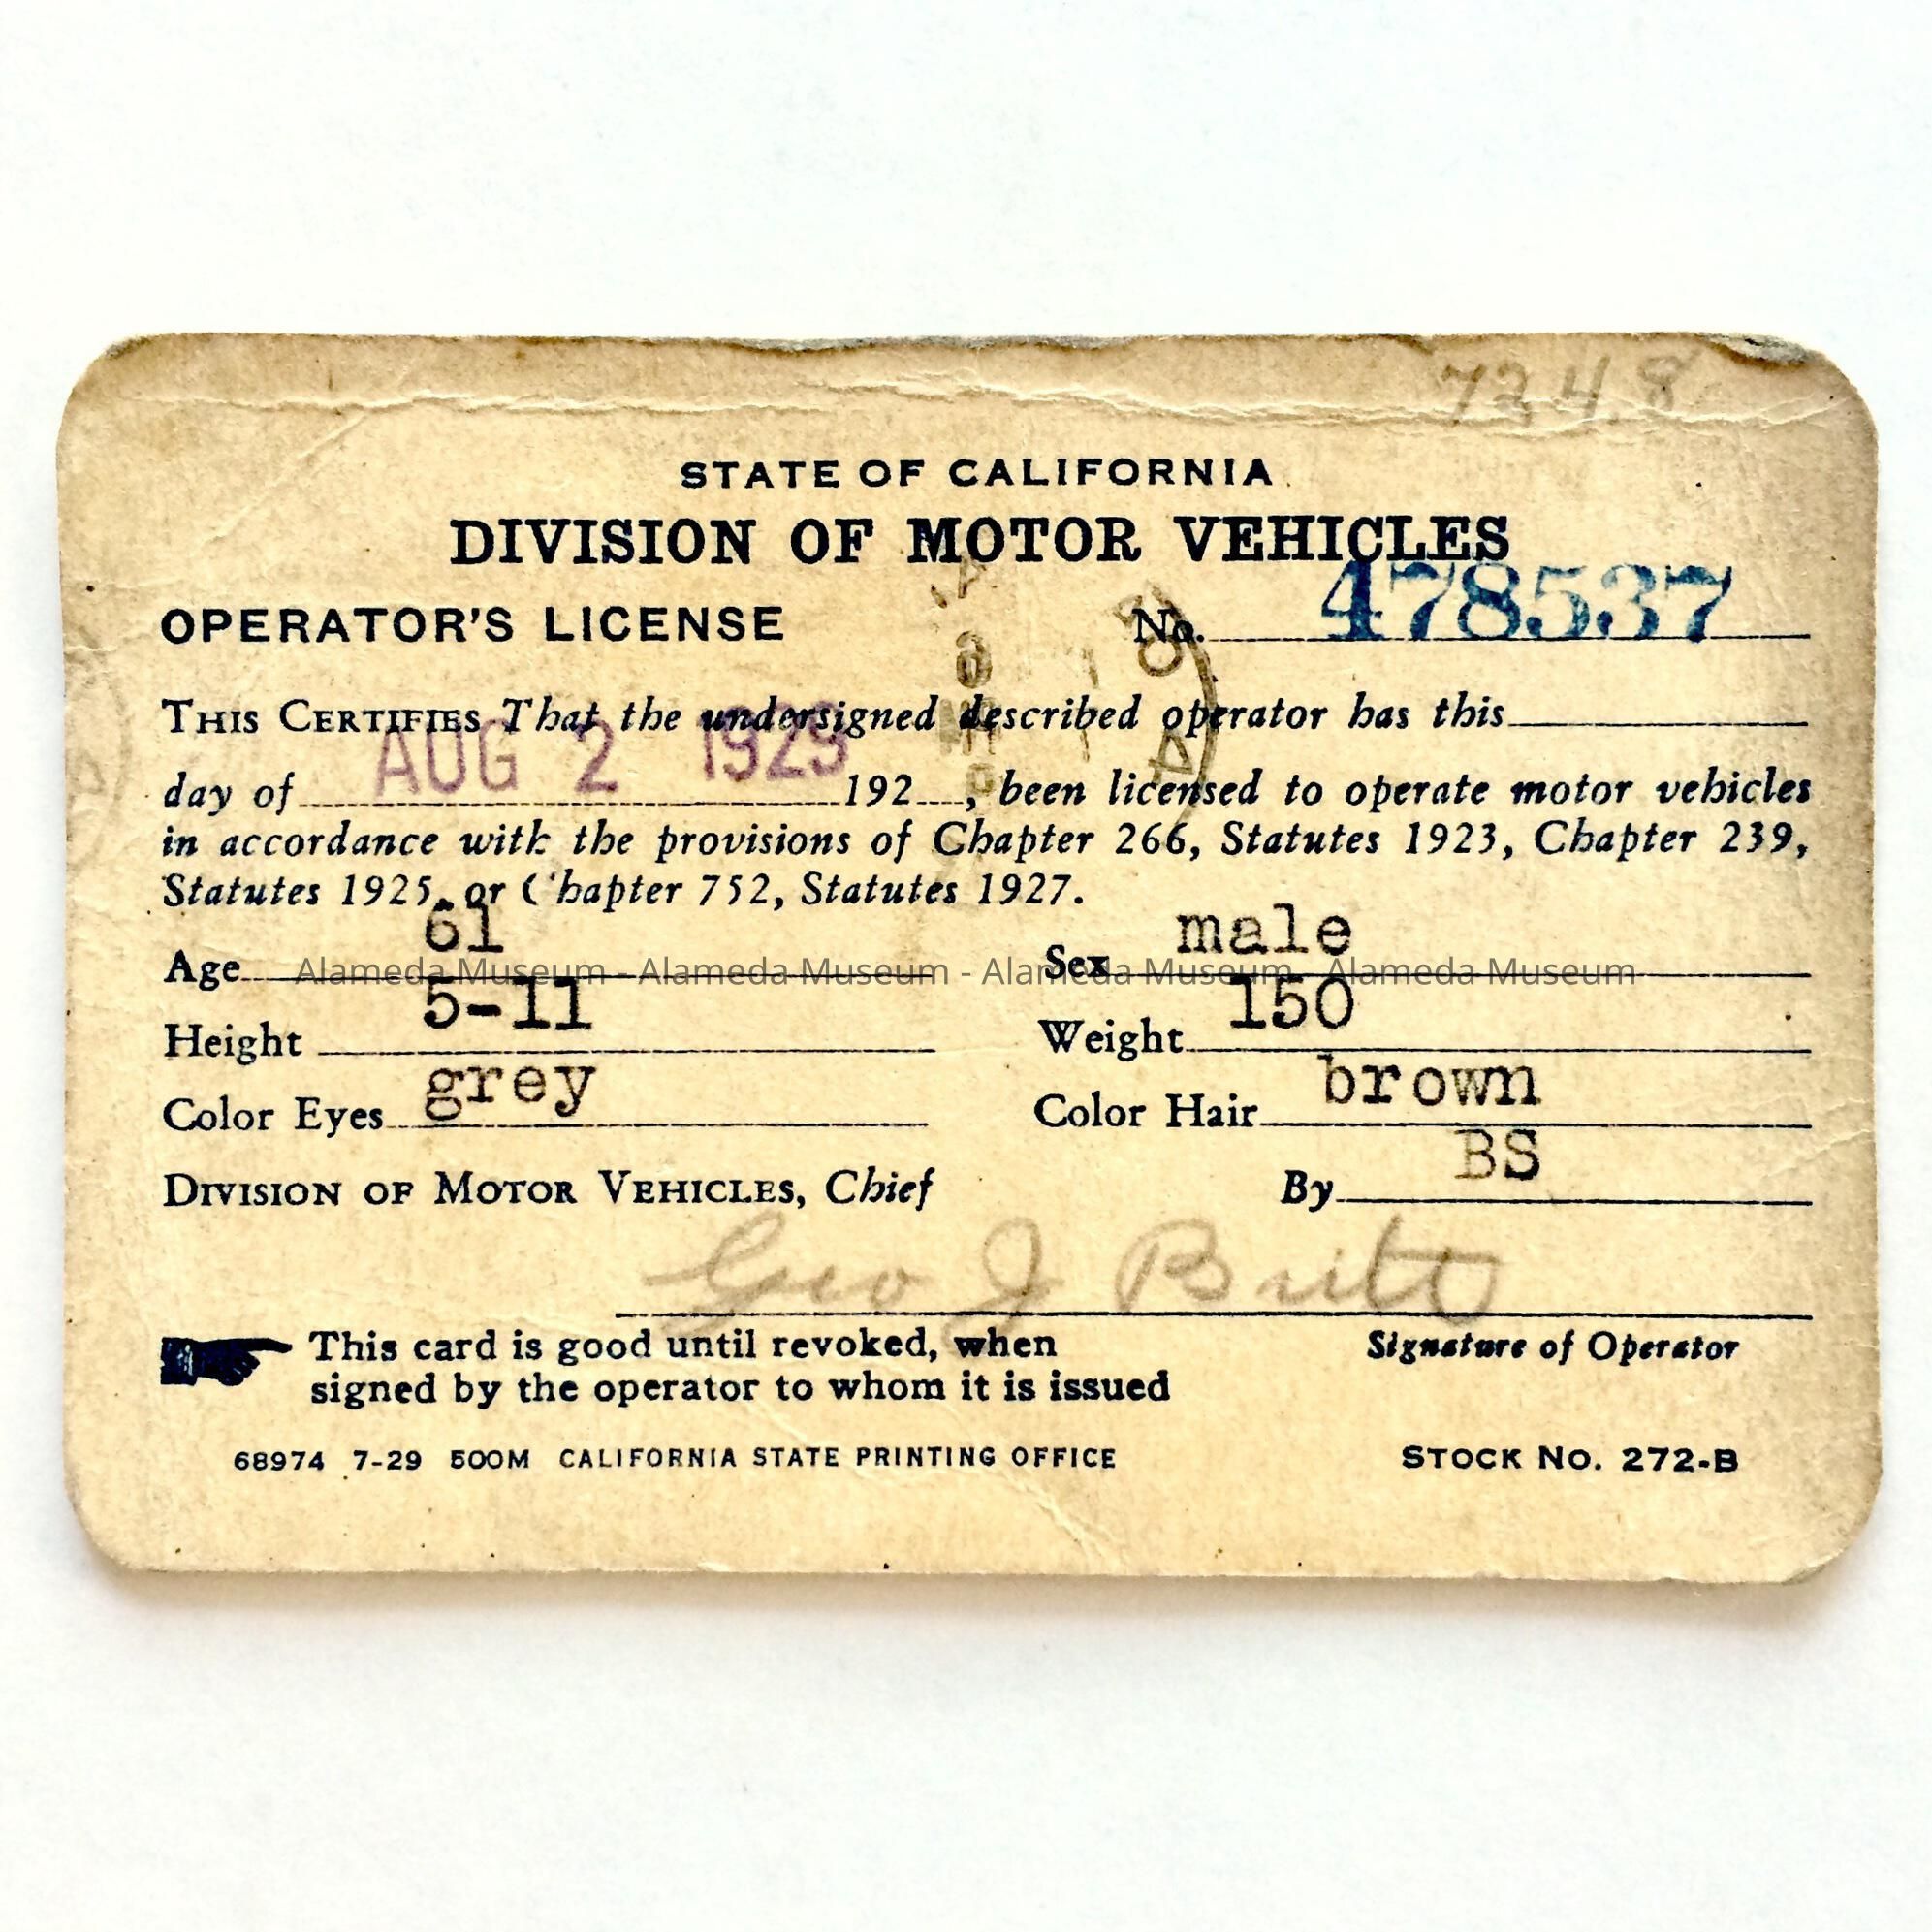 7248
STATE OF CALIFORNIA
DIVISION OF MOTOR VEHICLES
OPERATOR'S LICENSE No. 478537
THIS CERTIFIES That the undersigned described operator has this
AUG 2 1929
day of 192 , been licensed to operate motor vehicles
in accordance with the provisions of Chapter 266, Statutes 1923, Chapter 239,
Statutes 1925, or Chapter 752, Statutes 1927.
Age 61 Sex male
Alameda Museum - Alameda Museum - Alameda Museum - Alameda Museum
Height 5-11 Weight 150
Color Eyes grey Color Hair brown
DIVISION OF MOTOR VEHICLES, Chief By BS
Geo J Britt
This card is good until revoked, when Signature of Operator
signed by the operator to whom it is issued
68974 7-29 500M CALIFORNIA STATE PRINTING OFFICE STOCK NO. 272-B